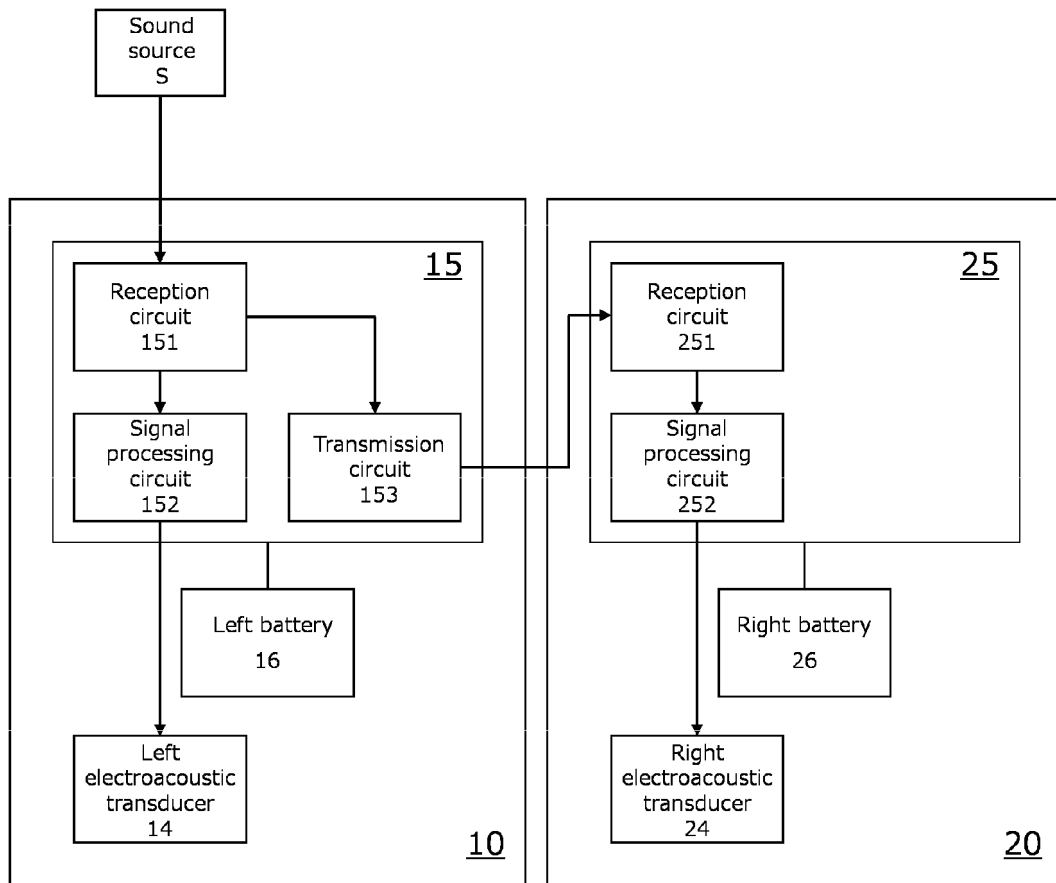 Sound
source
S
15
Reception
circuit
151
Signal
processing
circuit
152
Transmission
circuit
153
Left battery
16
Left
electroacoustic
transducer
14
10
25
Reception
circuit
251
Signal
processing
circuit
252
Right battery
26
Right
electroacoustic
transducer
24
20